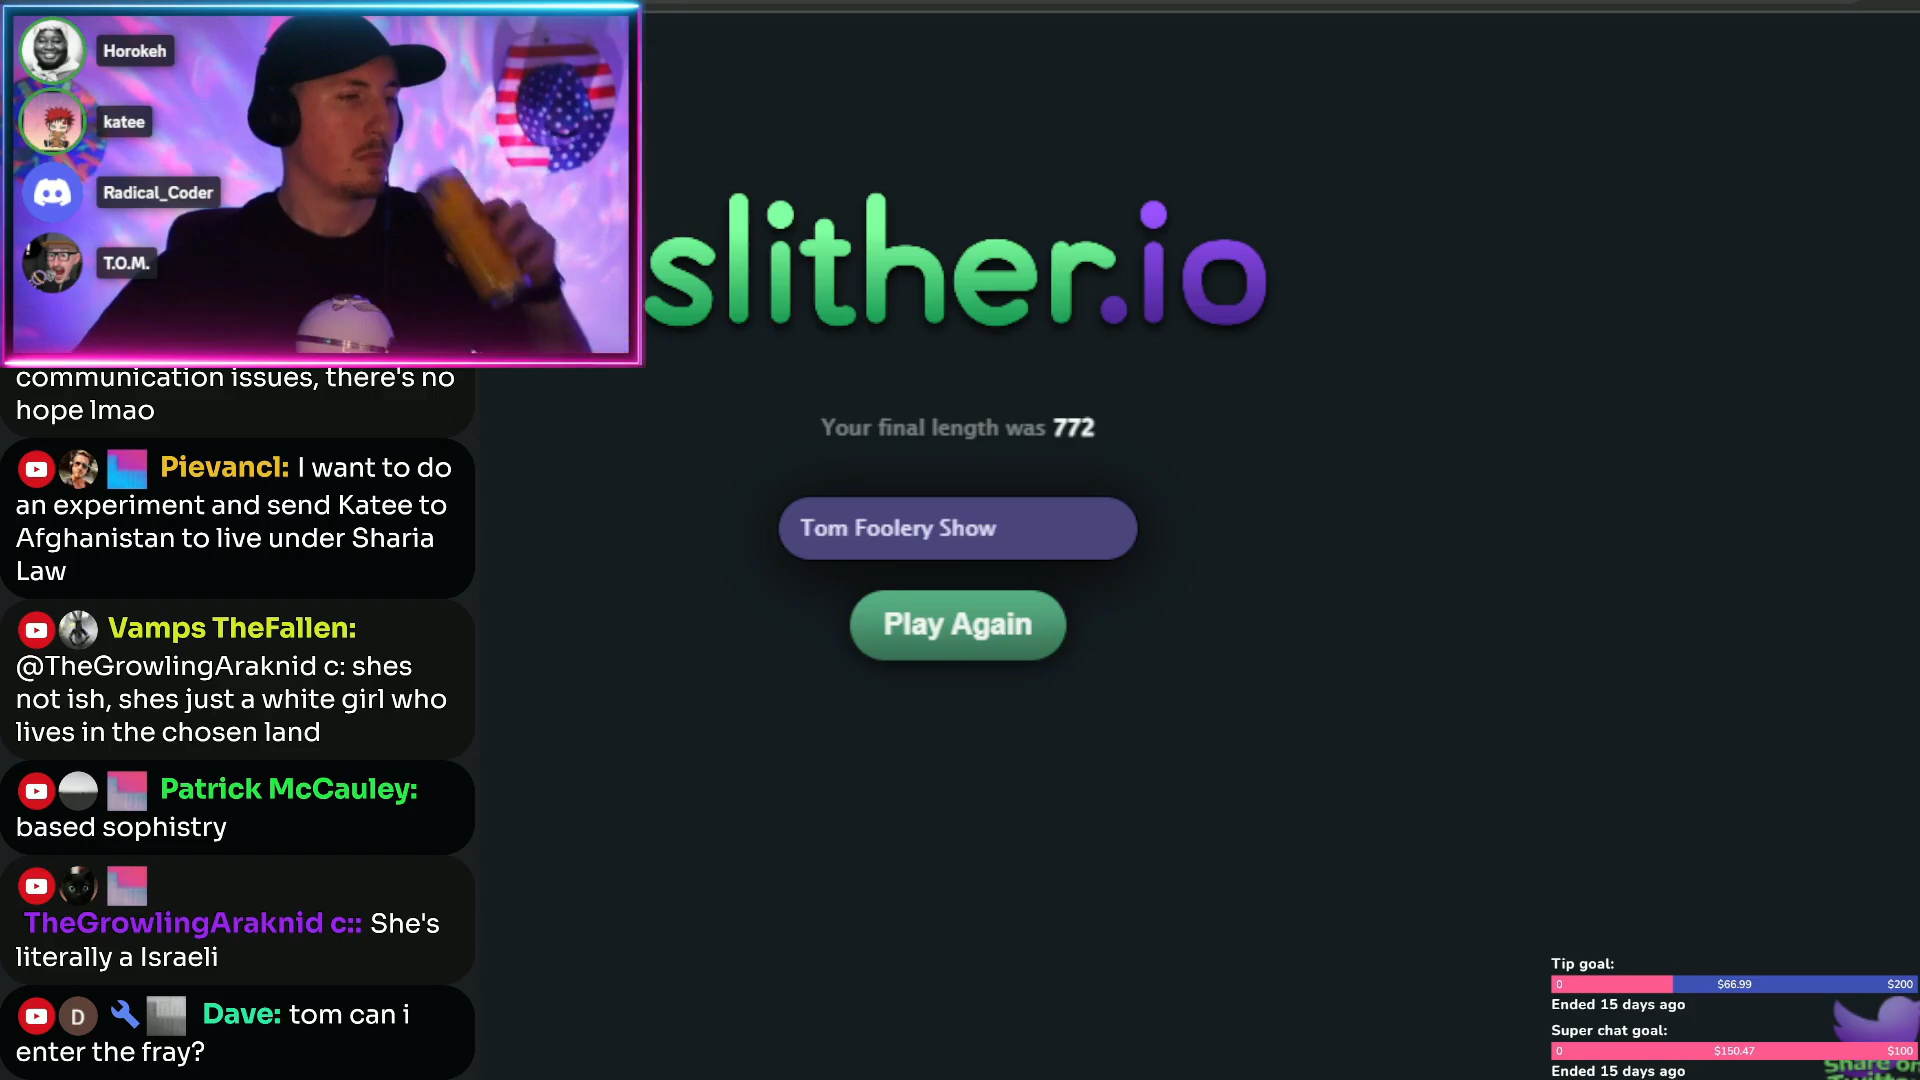 Horokeh
katee
Radical_Coder
T.O.M.
slither.io
Your final length was 772
Tom Foolery Show
Play Again
communication issues, there's no
hope lmao
Pievancl: I want to do
an experiment and send Katee to
Afghanistan to live under Sharia
Law
Vamps TheFallen:
@TheGrowlingAraknid c: shes
not ish, shes just a white girl who
lives in the chosen land
Patrick McCauley:
based sophistry
TheGrowlingAraknid c:: She's
literally a Israeli
D Dave: tom can i
enter the fray?
Tip goal:
0 $66.99 $200
Ended 15 days ago
Super chat goal:
0 $150.47 $100
Ended 15 days ago
Share on